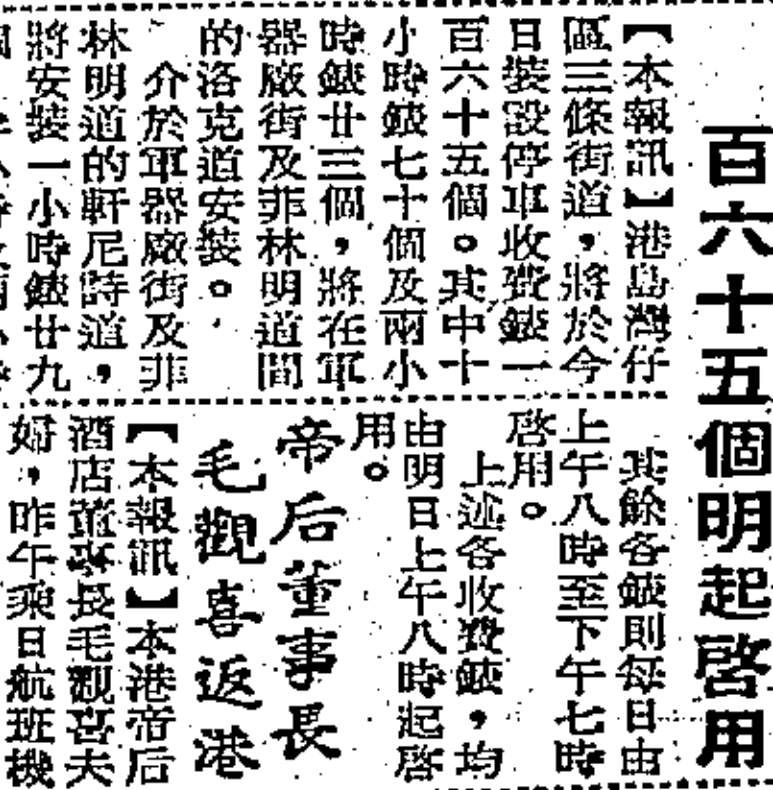 百六十五個明起啓用
【本報訊】港島灣仔
區三條街道，將於今
日裝設停車收費錶一
百六十五個。其中十
小時錶七十個及兩小
時錶廿三個，將在軍
器廠街及菲林明道間
的洛克道安裝。
介於軍器廠街及菲
林明道的軒尼詩道，
將安裝一小時錶廿九
其餘各錶則每日由
上午八時至下午七時
啓用。
上述各收費錶，均
由明日上午八時起啓
用。
帝后董事長
毛觀喜返港
【本報訊】本港帝后
酒店董事長毛觀喜夫
婦，昨午乘日航班機